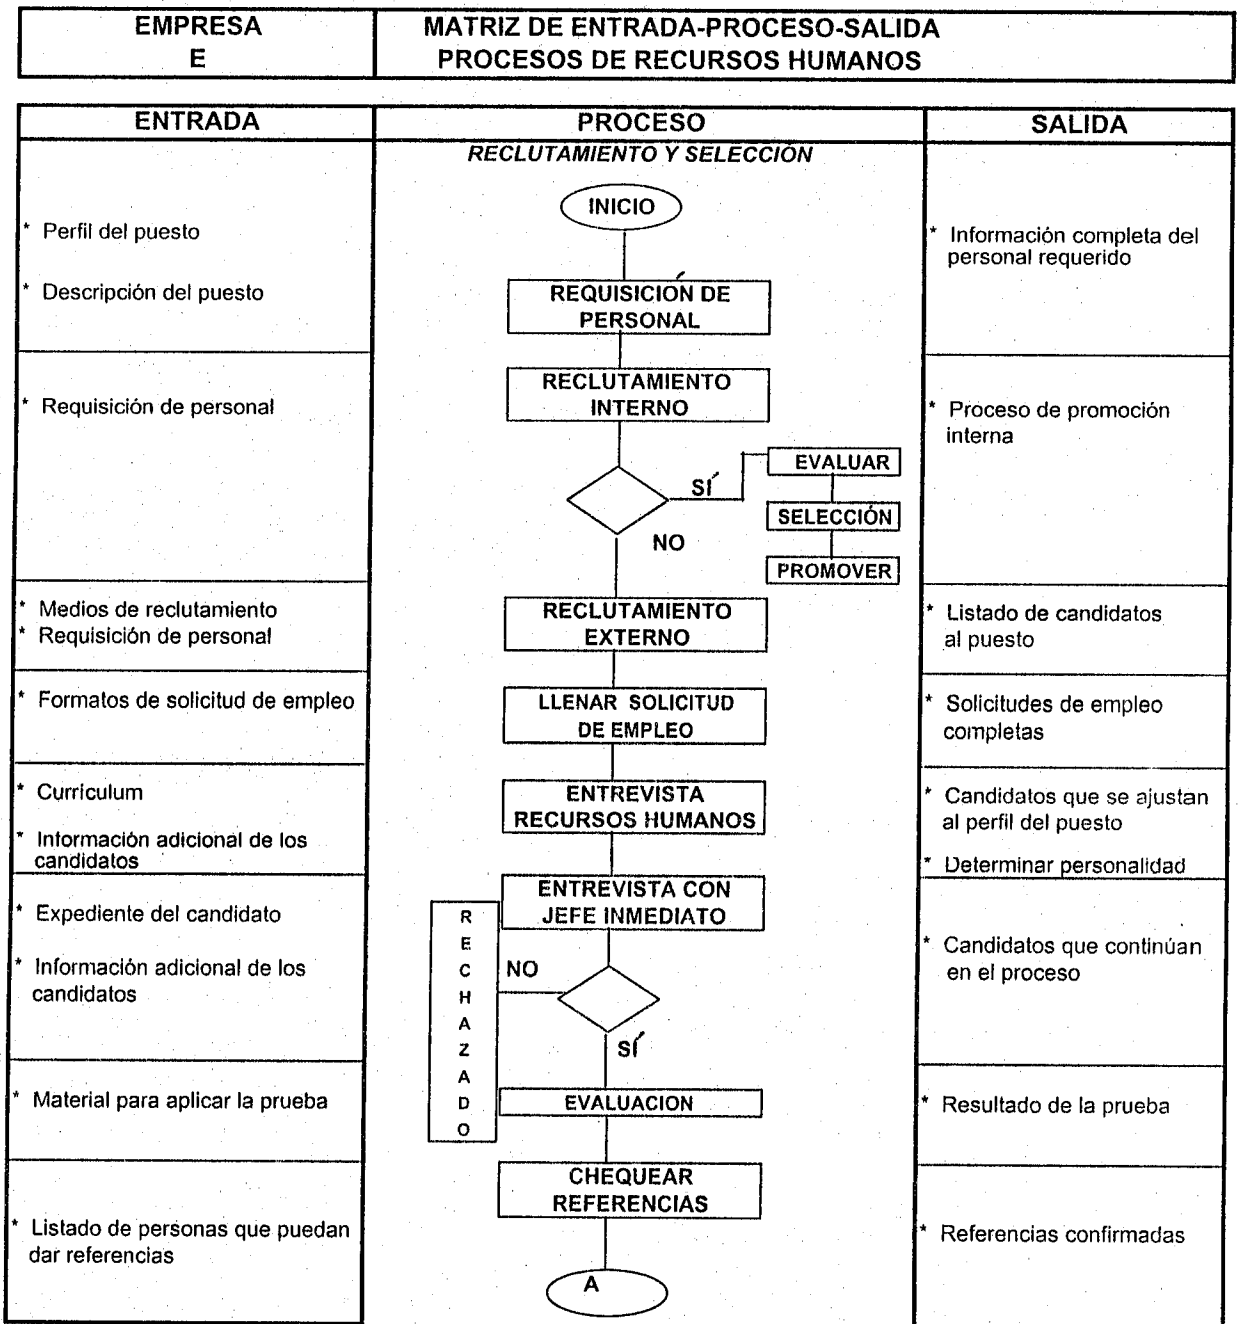 EMPRESA
E
MATRIZ DE ENTRADA-PROCESO-SALIDA
PROCESOS DE RECURSOS HUMANOS
ENTRADA
PROCESO
SALIDA
RECLUTAMIENTO Y SELECCIÓN
INICIO
* Perfil del puesto
* Descripción del puesto
REQUISICIÓN DE
PERSONAL
* Información completa del
personal requerido
* Requisición de personal
RECLUTAMIENTO
INTERNO
SÍ
NO
EVALUAR
SELECCIÓN
PROMOVER
* Proceso de promoción
interna
* Medios de reclutamiento
* Requisición de personal
RECLUTAMIENTO
EXTERNO
* Listado de candidatos
al puesto
* Formatos de solicitud de empleo
LLENAR SOLICITUD
DE EMPLEO
* Solicitudes de empleo
completas
* Curriculum
* Información adicional de los
candidatos
ENTREVISTA
RECURSOS HUMANOS
* Candidatos que se ajustan
al perfil del puesto
* Determinar personalidad
* Expediente del candidato
* Información adicional de los
candidatos
ENTREVISTA CON
JEFE INMEDIATO
NO
SÍ
RECHAZADO
* Candidatos que continúan
en el proceso
* Material para aplicar la prueba
EVALUACION
* Resultado de la prueba
* Listado de personas que puedan
dar referencias
CHEQUEAR
REFERENCIAS
A
* Referencias confirmadas